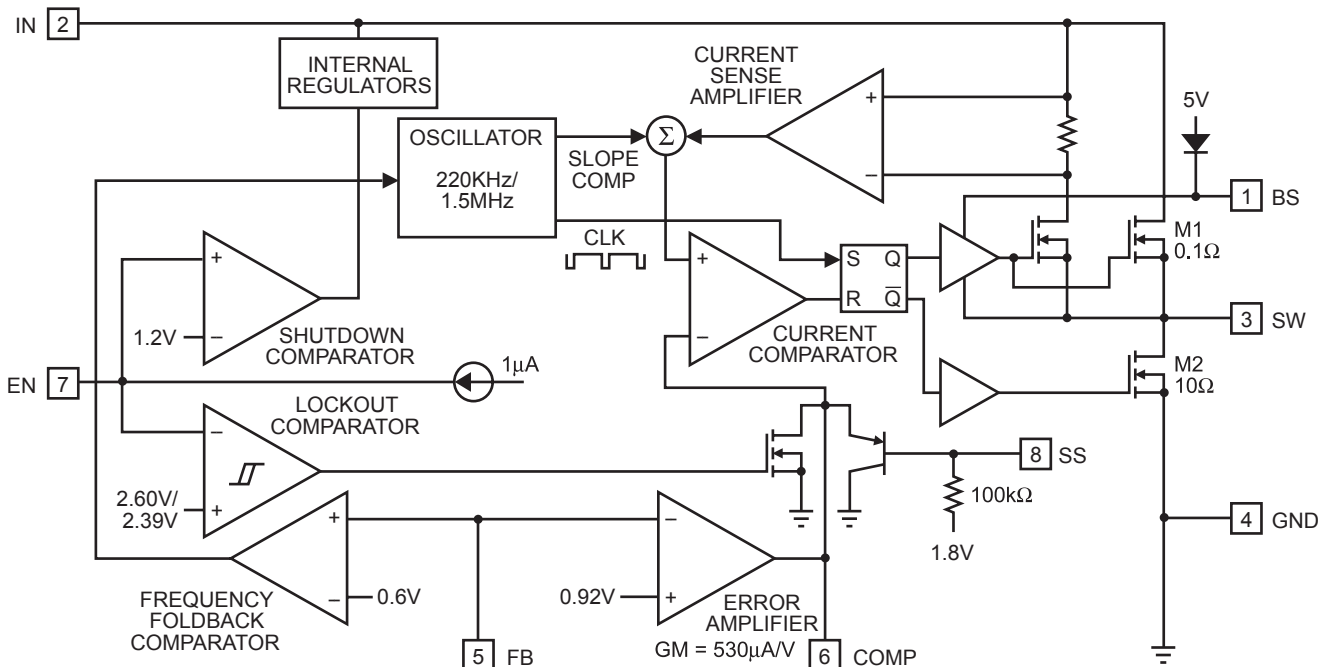 IN 2
INTERNAL
REGULATORS
CURRENT
SENSE
AMPLIFIER
+
–
5V
OSCILLATOR
220KHz/
1.5MHz
SLOPE
COMP
Σ
1 BS
CLK
+
–
1.2V
SHUTDOWN
COMPARATOR
+
–
CURRENT
COMPARATOR
S Q
R Q̅
M1
0.1Ω
3 SW
EN 7
1µA
M2
10Ω
LOCKOUT
COMPARATOR
–
+
2.60V/
2.39V
8 SS
100kΩ
1.8V
4 GND
+
–
0.6V
FREQUENCY
FOLDBACK
COMPARATOR
–
+
0.92V
ERROR
AMPLIFIER
GM = 530µA/V
5 FB
6 COMP